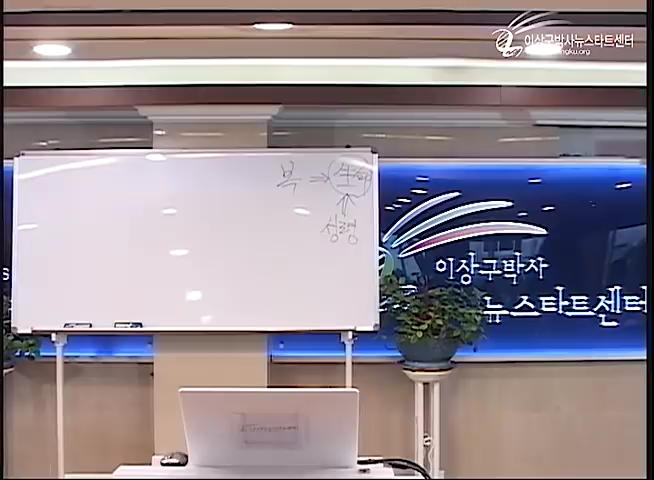 이상구박사뉴스타트센터
복 → 생명
성령
이상구박사
뉴스타트센터